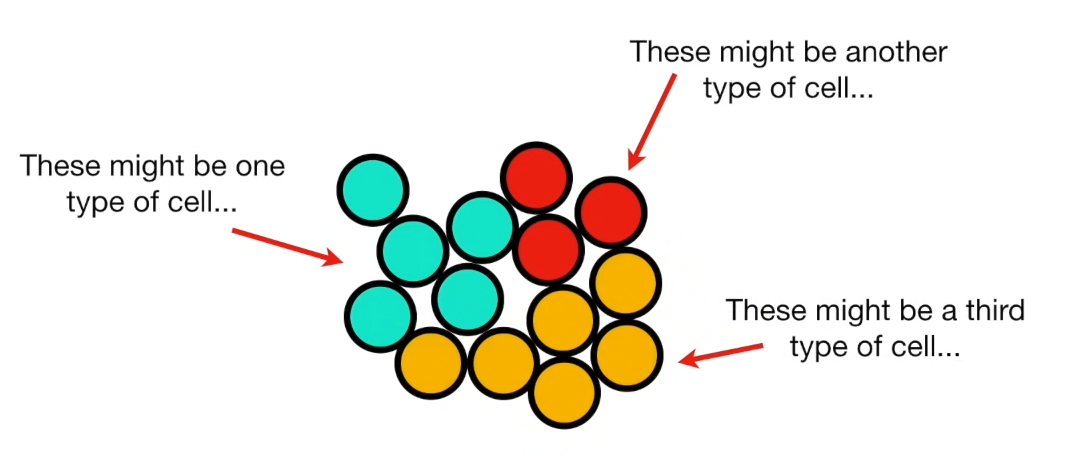 These might be another
type of cell...
These might be one
type of cell...
These might be a third
type of cell...